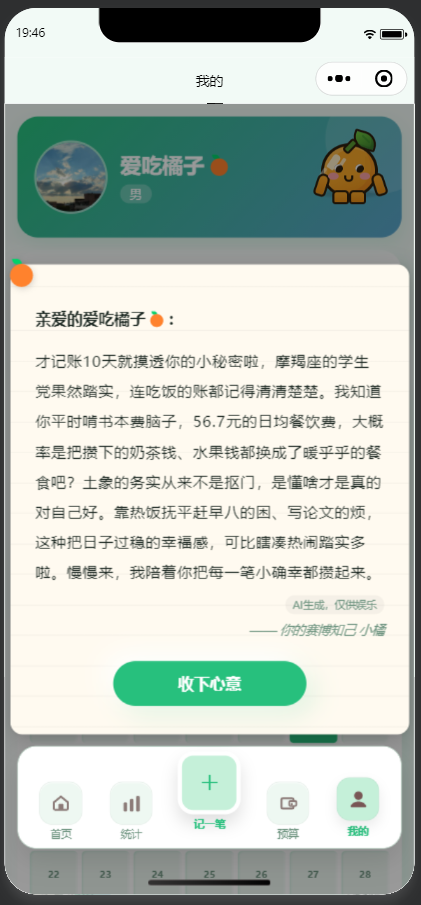 19:46
我的
爱吃橘子
男
亲爱的爱吃橘子：
才记账10天就摸透你的小秘密啦，摩羯座的学生
党果然踏实，连吃饭的账都记得清清楚楚。我知道
你平时啃书本费脑子，56.7元的日均餐饮费，大概
率是把攒下的奶茶钱、水果钱都换成了暖乎乎的餐
食吧？土象的务实从来不是抠门，是懂啥才是真的
对自己好。靠热饭抚平赶早八的困、写论文的烦，
这种把日子过稳的幸福感，可比瞎凑热闹踏实多
啦。慢慢来，我陪着你把每一笔小确幸都攒起来。
AI生成，仅供娱乐
—— 你的赛博知己 小橘
收下心意
首页
统计
记一笔
预算
我的
22 23 24 25 26 27 28